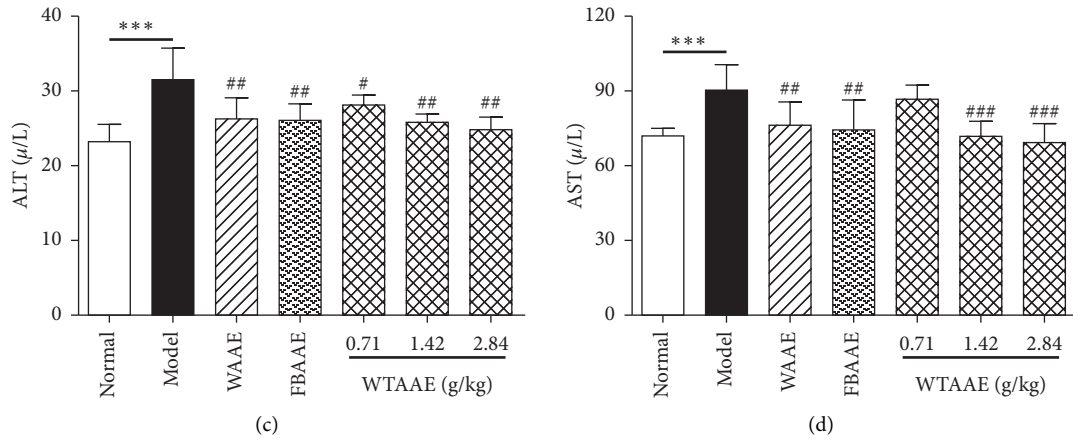 40
30
20
10
0
ALT (μ/L)
***
##
##
#
##
##
Normal
Model
WAAE
FBAAE
0.71 1.42 2.84
WTAAE (g/kg)
(c)
120
90
60
30
0
AST (μ/L)
***
##
##
###
###
Normal
Model
WAAE
FBAAE
0.71 1.42 2.84
WTAAE (g/kg)
(d)